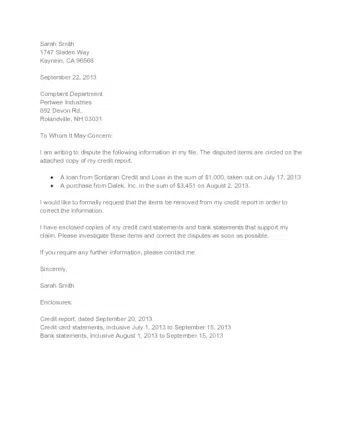 Sarah Smith
1747 Staden Way
Kaynein, CA 96568
September 22, 2013
Complaint Department
Pertwee Industries
892 Devon Rd.
Rolandville, NH 03031
To Whom It May Concern:
I am writing to dispute the following information in my file. The disputed items are circled on the
attached copy of my credit report.
• A loan from Sontaran Credit and Loan in the sum of $1,000, taken out on July 17, 2013
• A purchase from Dalek, Inc. in the sum of $3,451 on August 2, 2013.
I would like to formally request that the items be removed from my credit report in order to
correct the information.
I have enclosed copies of my credit card statements and bank statements that support my
claim. Please investigate these items and correct the disputes as soon as possible.
If you require any further information, please contact me.
Sincerely,
Sarah Smith
Enclosures:
Credit report, dated September 20, 2013
Credit card statements, inclusive July 1, 2013 to September 15, 2013
Bank statements, inclusive August 1, 2013 to September 15, 2013